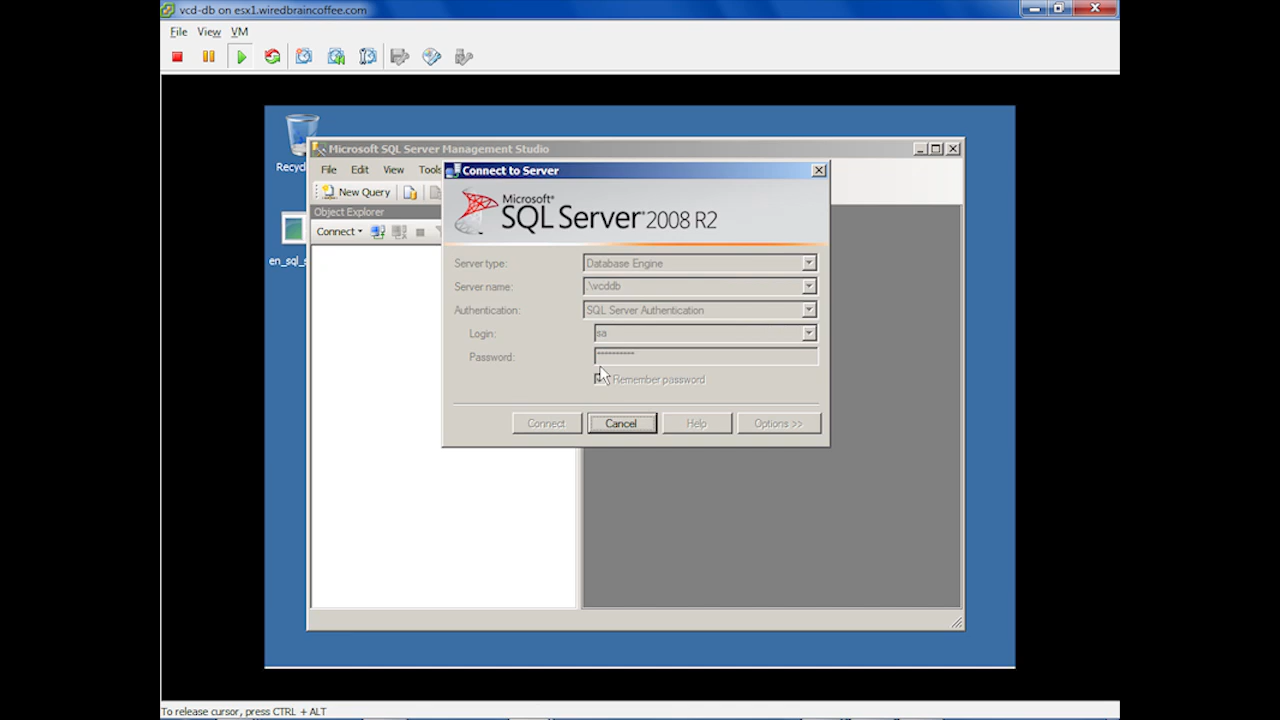 vcd-db on esx1.wiredbraincoffee.com
File View VM
Recyc
Microsoft SQL Server Management Studio
File Edit View Tools
New Query
Object Explorer
Connect
en_sql_s
Connect to Server
Microsoft®
SQL Server® 2008 R2
Server type: Database Engine
Server name: .\vcddb
Authentication: SQL Server Authentication
Login: sa
Password: **********
Remember password
Connect Cancel Help Options >>
To release cursor, press CTRL + ALT